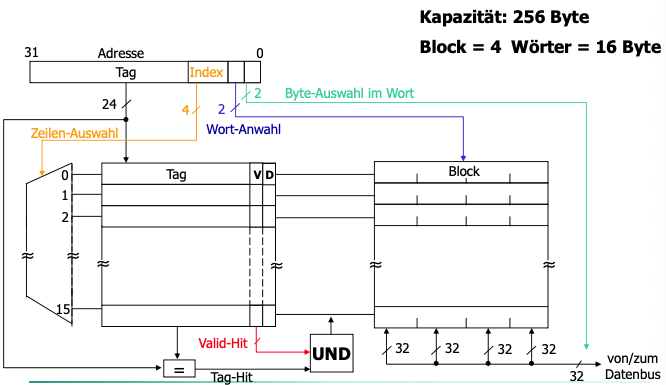 Kapazität: 256 Byte
Block = 4 Wörter = 16 Byte
31 Adresse 0
Tag Index
24 4 2 2 Byte-Auswahl im Wort
Zeilen-Auswahl Wort-Anwahl
0 Tag V D Block
1
2
15
Valid-Hit
UND
32 32 32 32
= Tag-Hit
32
von/zum
Datenbus